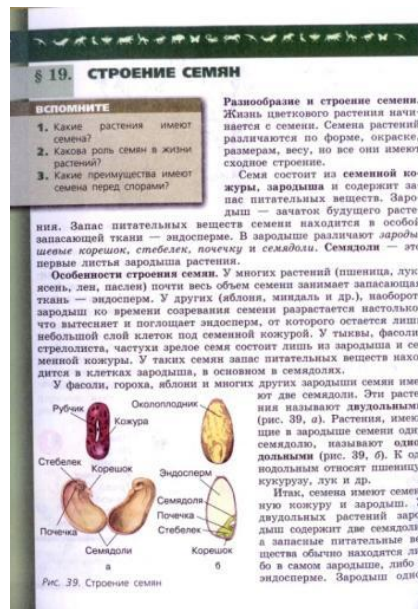 § 19. СТРОЕНИЕ СЕМЯН
ВСПОМНИТЕ
1. Какие растения имеют
семена?
2. Какова роль семян в жизни
растений?
3. Какие преимущества имеют
семена перед спорами?
Разнообразие и строение семени.
Жизнь цветкового растения начи-
нается с семени. Семена растений
различаются по форме, окраске,
размерам, весу, но все они имеют
сходное строение.
Семя состоит из семенной ко-
журы, зародыша и содержит за-
пас питательных веществ. Заро-
дыш — зачаток будущего расте-
ния. Запас питательных веществ семени находится в особой
запасающей ткани — эндосперме. В зародыше различают зароды-
шевые корешок, стебелек, почечку и семядоли. Семядоли — это
первые листья зародыша растения.
Особенности строения семян. У многих растений (пшеница, лук,
ясень, лен, паслен) почти весь объем семени занимает запасающая
ткань — эндосперм. У других (яблоня, миндаль и др.), наоборот,
зародыш ко времени созревания семени разрастается настолько,
что вытесняет и поглощает эндосперм, от которого остается лишь
небольшой слой клеток под семенной кожурой. У тыквы, фасоли,
стрелолиста, частухи зрелое семя состоит лишь из зародыша и се-
менной кожуры. У таких семян запас питательных веществ нахо-
дится в клетках зародыша, в основном в семядолях.
У фасоли, гороха, яблони и многих других зародыши семян име-
ют две семядоли. Эти расте-
ния называют двудольными
(рис. 39, а). Растения, имею-
щие в зародыше семени одну
семядолю, называют одно-
дольными (рис. 39, б). К од-
нодольным относят пшеницу,
кукурузу, лук и др.
Итак, семена имеют семен-
ную кожуру и зародыш. У
двудольных растений заро-
дыш содержит две семядоли,
а запасные питательные ве-
щества обычно находятся ли-
бо в самом зародыше, либо в
эндосперме. Зародыш одно-
Рубчик
Кожура
Околоплодник
Стебелек
Корешок
Эндосперм
Семядоля
Почечка
Стебелек
Почечка
Семядоли
Корешок
а
б
Рис. 39. Строение семян